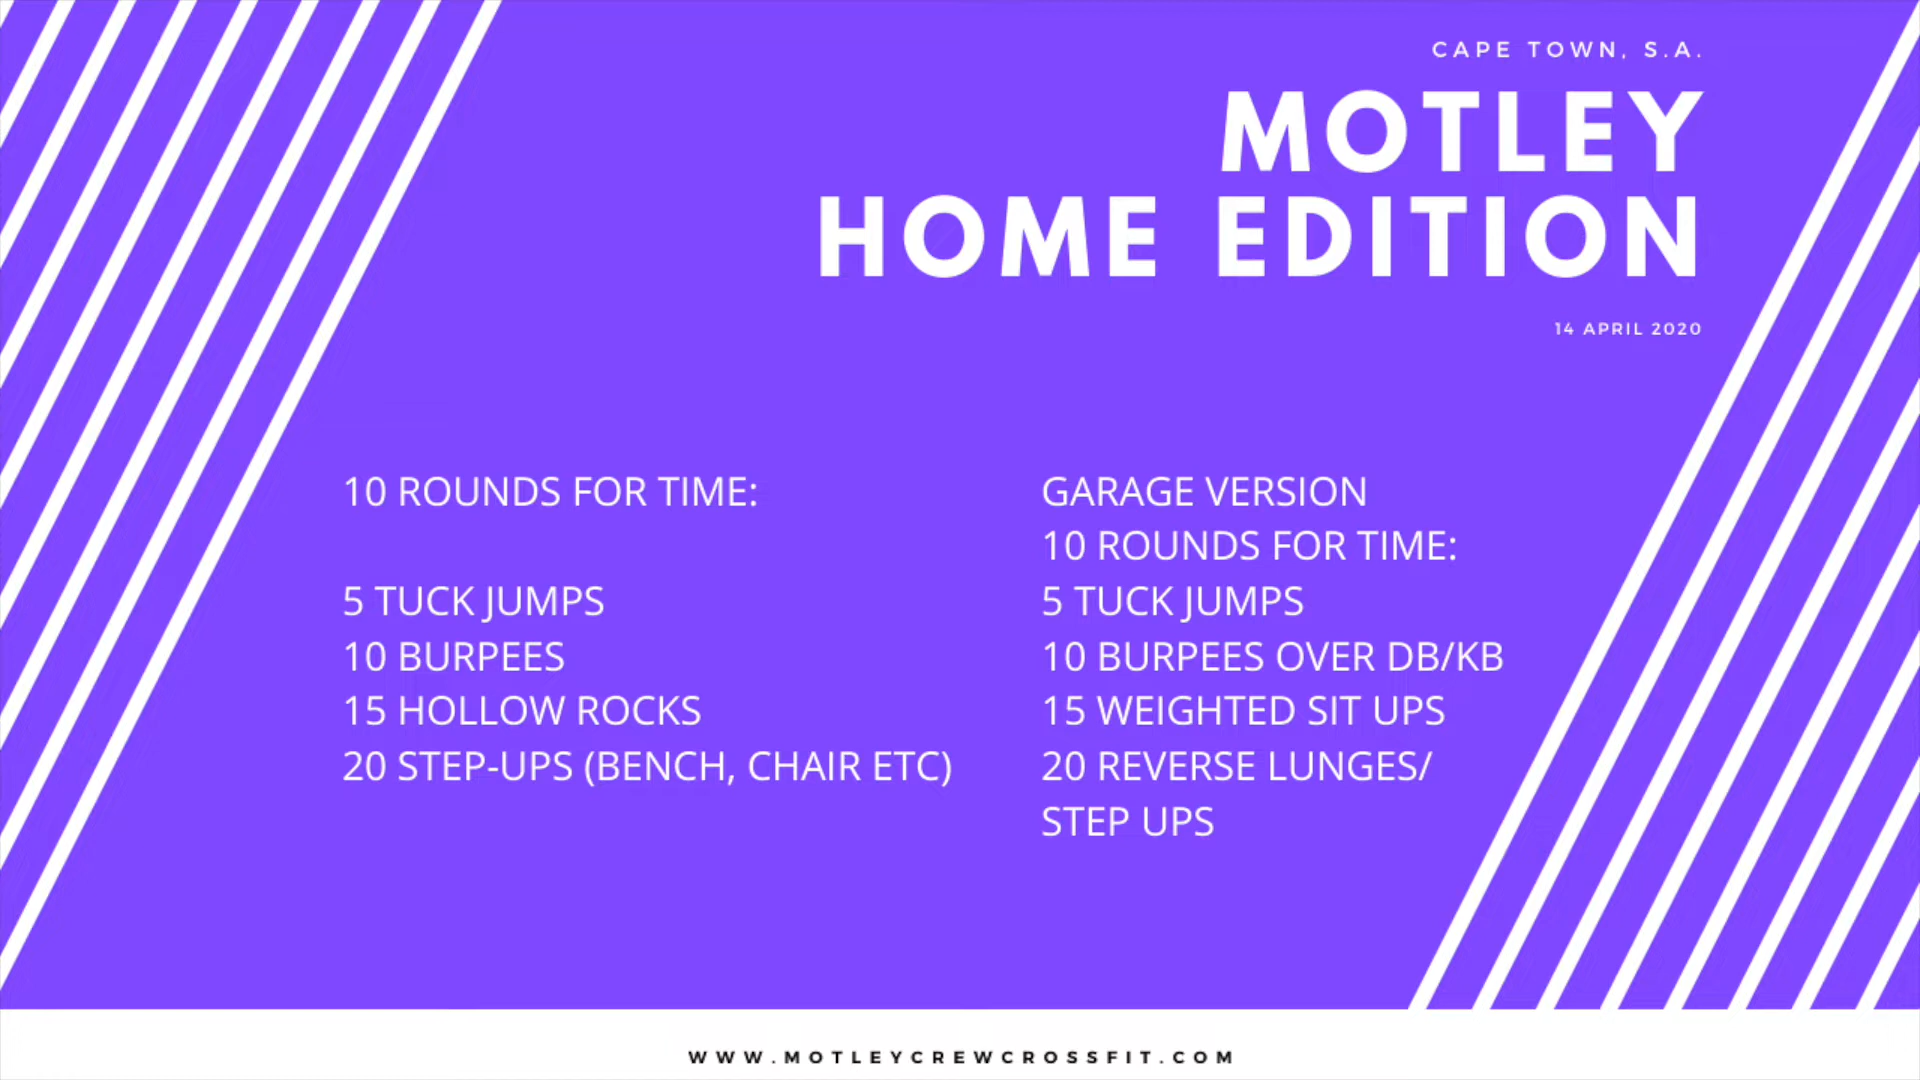 CAPE TOWN, S.A.
MOTLEY
HOME EDITION
14 APRIL 2020
10 ROUNDS FOR TIME:
5 TUCK JUMPS
10 BURPEES
15 HOLLOW ROCKS
20 STEP-UPS (BENCH, CHAIR ETC)
GARAGE VERSION
10 ROUNDS FOR TIME:
5 TUCK JUMPS
10 BURPEES OVER DB/KB
15 WEIGHTED SIT UPS
20 REVERSE LUNGES/
STEP UPS
WWW.MOTLEYCREWCROSSFIT.COM